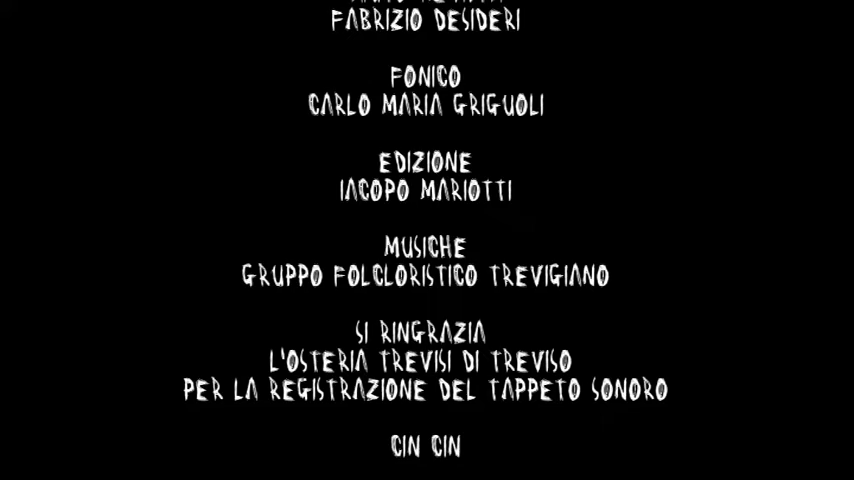 FABRIZIO DESIDERI
FONICO
CARLO MARIA GRIGUOLI
EDIZIONE
IACOPO MARIOTTI
MUSICHE
GRUPPO FOLCLORISTICO TREVIGIANO
SI RINGRAZIA
L'OSTERIA TREVISI DI TREVISO
PER LA REGISTRAZIONE DEL TAPPETO SONORO
CIN CIN